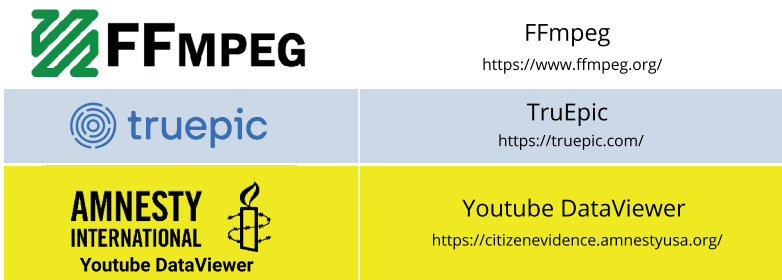 FFMPEG
FFmpeg
https://www.ffmpeg.org/
truepic
TruEpic
https://truepic.com/
AMNESTY
INTERNATIONAL
Youtube DataViewer
Youtube DataViewer
https://citizenevidence.amnestyusa.org/